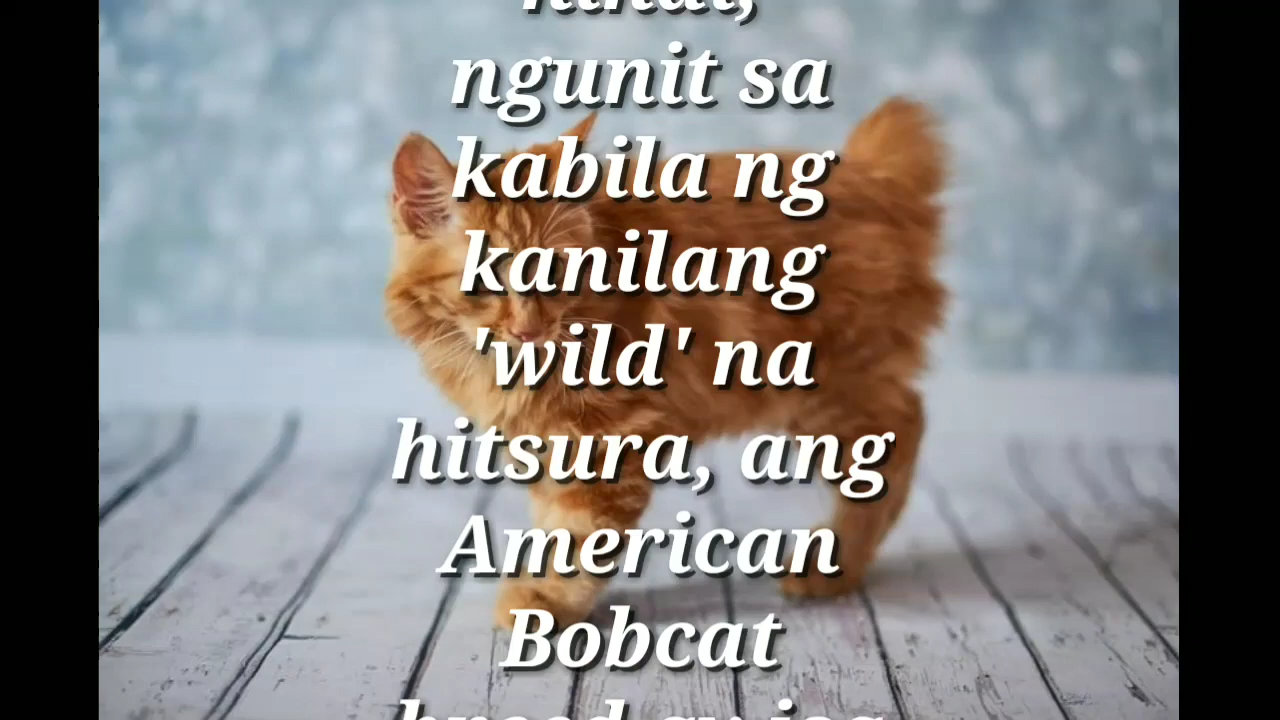 ngunit sa
kabila ng
kanilang
'wild' na
hitsura, ang
American
Bobcat